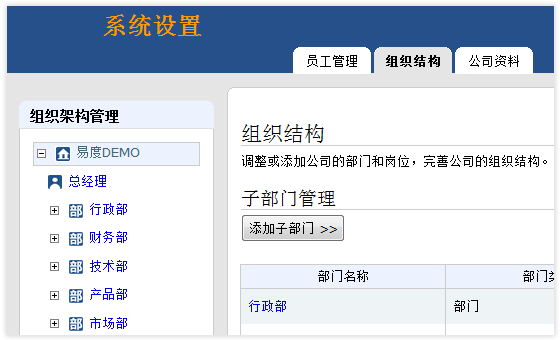 系统设置
员工管理
组织结构
公司资料
组织架构管理
易度DEMO
总经理
部 行政部
部 财务部
部 技术部
部 产品部
部 市场部
组织结构
调整或添加公司的部门和岗位，完善公司的组织结构。
子部门管理
添加子部门 >>
部门名称
部门
行政部
部门